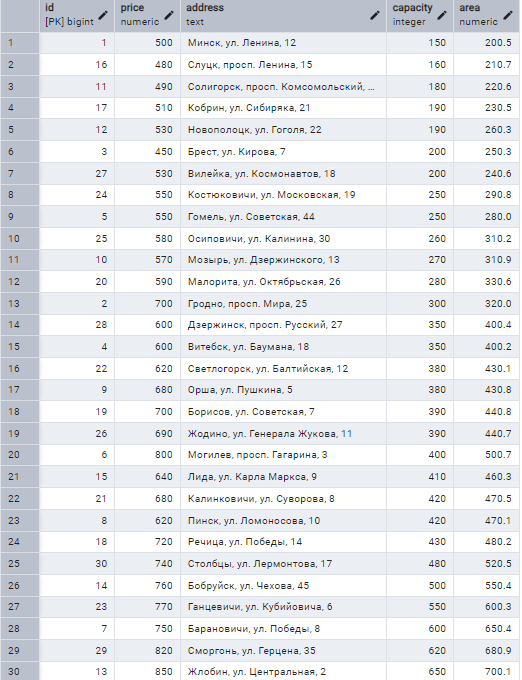 id price address capacity area
[PK] bigint numeric text integer numeric
1 1 500 Минск, ул. Ленина, 12 150 200.5
2 16 480 Слуцк, просп. Ленина, 15 160 210.7
3 11 490 Солигорск, просп. Комсомольский, ... 180 220.6
4 17 510 Кобрин, ул. Сибиряка, 21 190 230.5
5 12 530 Новополоцк, ул. Гоголя, 22 190 260.3
6 3 450 Брест, ул. Кирова, 7 200 250.3
7 27 530 Вилейка, ул. Космонавтов, 18 200 240.6
8 24 550 Костюковичи, ул. Московская, 19 250 290.8
9 5 550 Гомель, ул. Советская, 44 250 280.0
10 25 580 Осиповичи, ул. Калинина, 30 260 310.2
11 10 570 Мозырь, ул. Дзержинского, 13 270 310.9
12 20 590 Малорита, ул. Октябрьская, 26 280 330.6
13 2 700 Гродно, просп. Мира, 25 300 320.0
14 28 600 Дзержинск, просп. Русский, 27 350 400.4
15 4 600 Витебск, ул. Баумана, 18 350 400.2
16 22 620 Светлогорск, ул. Балтийская, 12 380 430.1
17 9 680 Орша, ул. Пушкина, 5 380 430.8
18 19 700 Борисов, ул. Советская, 7 390 440.8
19 26 690 Жодино, ул. Генерала Жукова, 11 390 440.7
20 6 800 Могилев, просп. Гагарина, 3 400 500.7
21 15 640 Лида, ул. Карла Маркса, 9 410 460.3
22 21 680 Калинковичи, ул. Суворова, 8 420 470.5
23 8 620 Пинск, ул. Ломоносова, 10 420 470.1
24 18 720 Речица, ул. Победы, 14 430 480.2
25 30 740 Столбцы, ул. Лермонтова, 17 480 520.5
26 14 760 Бобруйск, ул. Чехова, 45 500 550.4
27 23 770 Ганцевичи, ул. Кубийовича, 6 550 600.3
28 7 750 Барановичи, ул. Победы, 8 600 650.4
29 29 820 Сморгонь, ул. Герцена, 35 620 680.9
30 13 850 Жлобин, ул. Центральная, 2 650 700.1